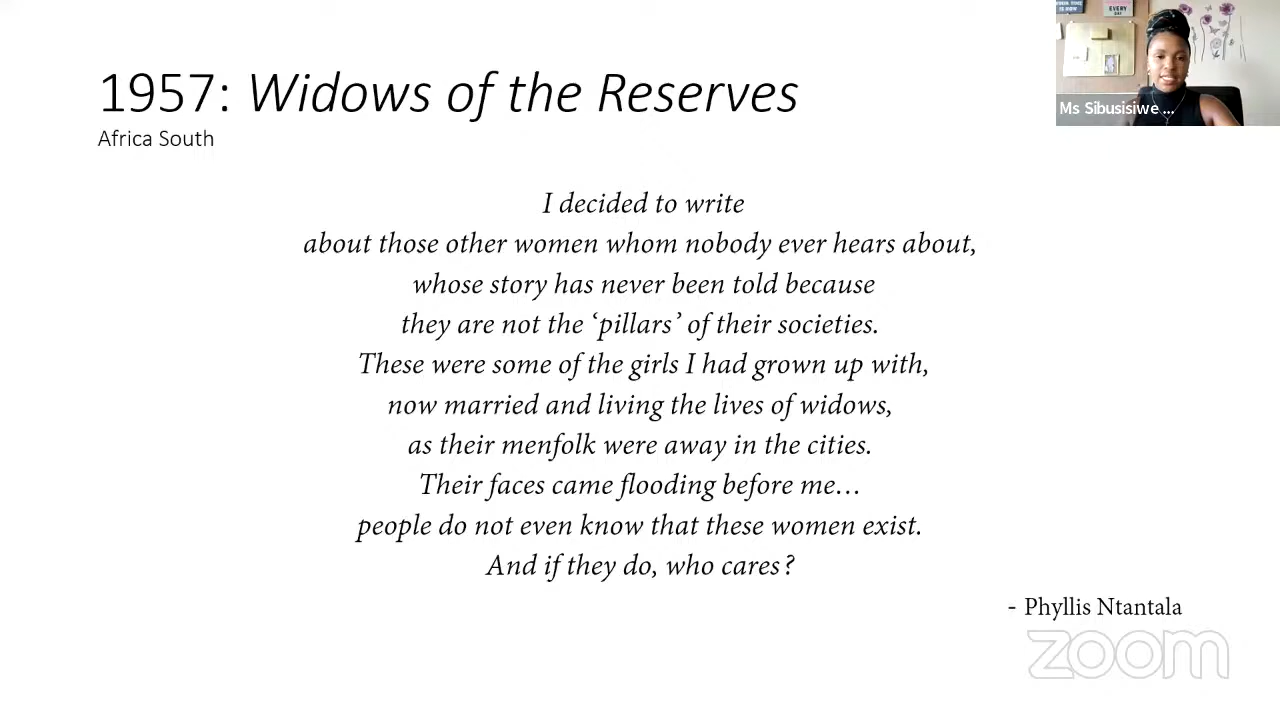 1957: Widows of the Reserves
Africa South
I decided to write
about those other women whom nobody ever hears about,
whose story has never been told because
they are not the ‘pillars’ of their societies.
These were some of the girls I had grown up with,
now married and living the lives of widows,
as their menfolk were away in the cities.
Their faces came flooding before me…
people do not even know that these women exist.
And if they do, who cares?
- Phyllis Ntantala
zoom
EVERY
Ms Sibusisiwe ...